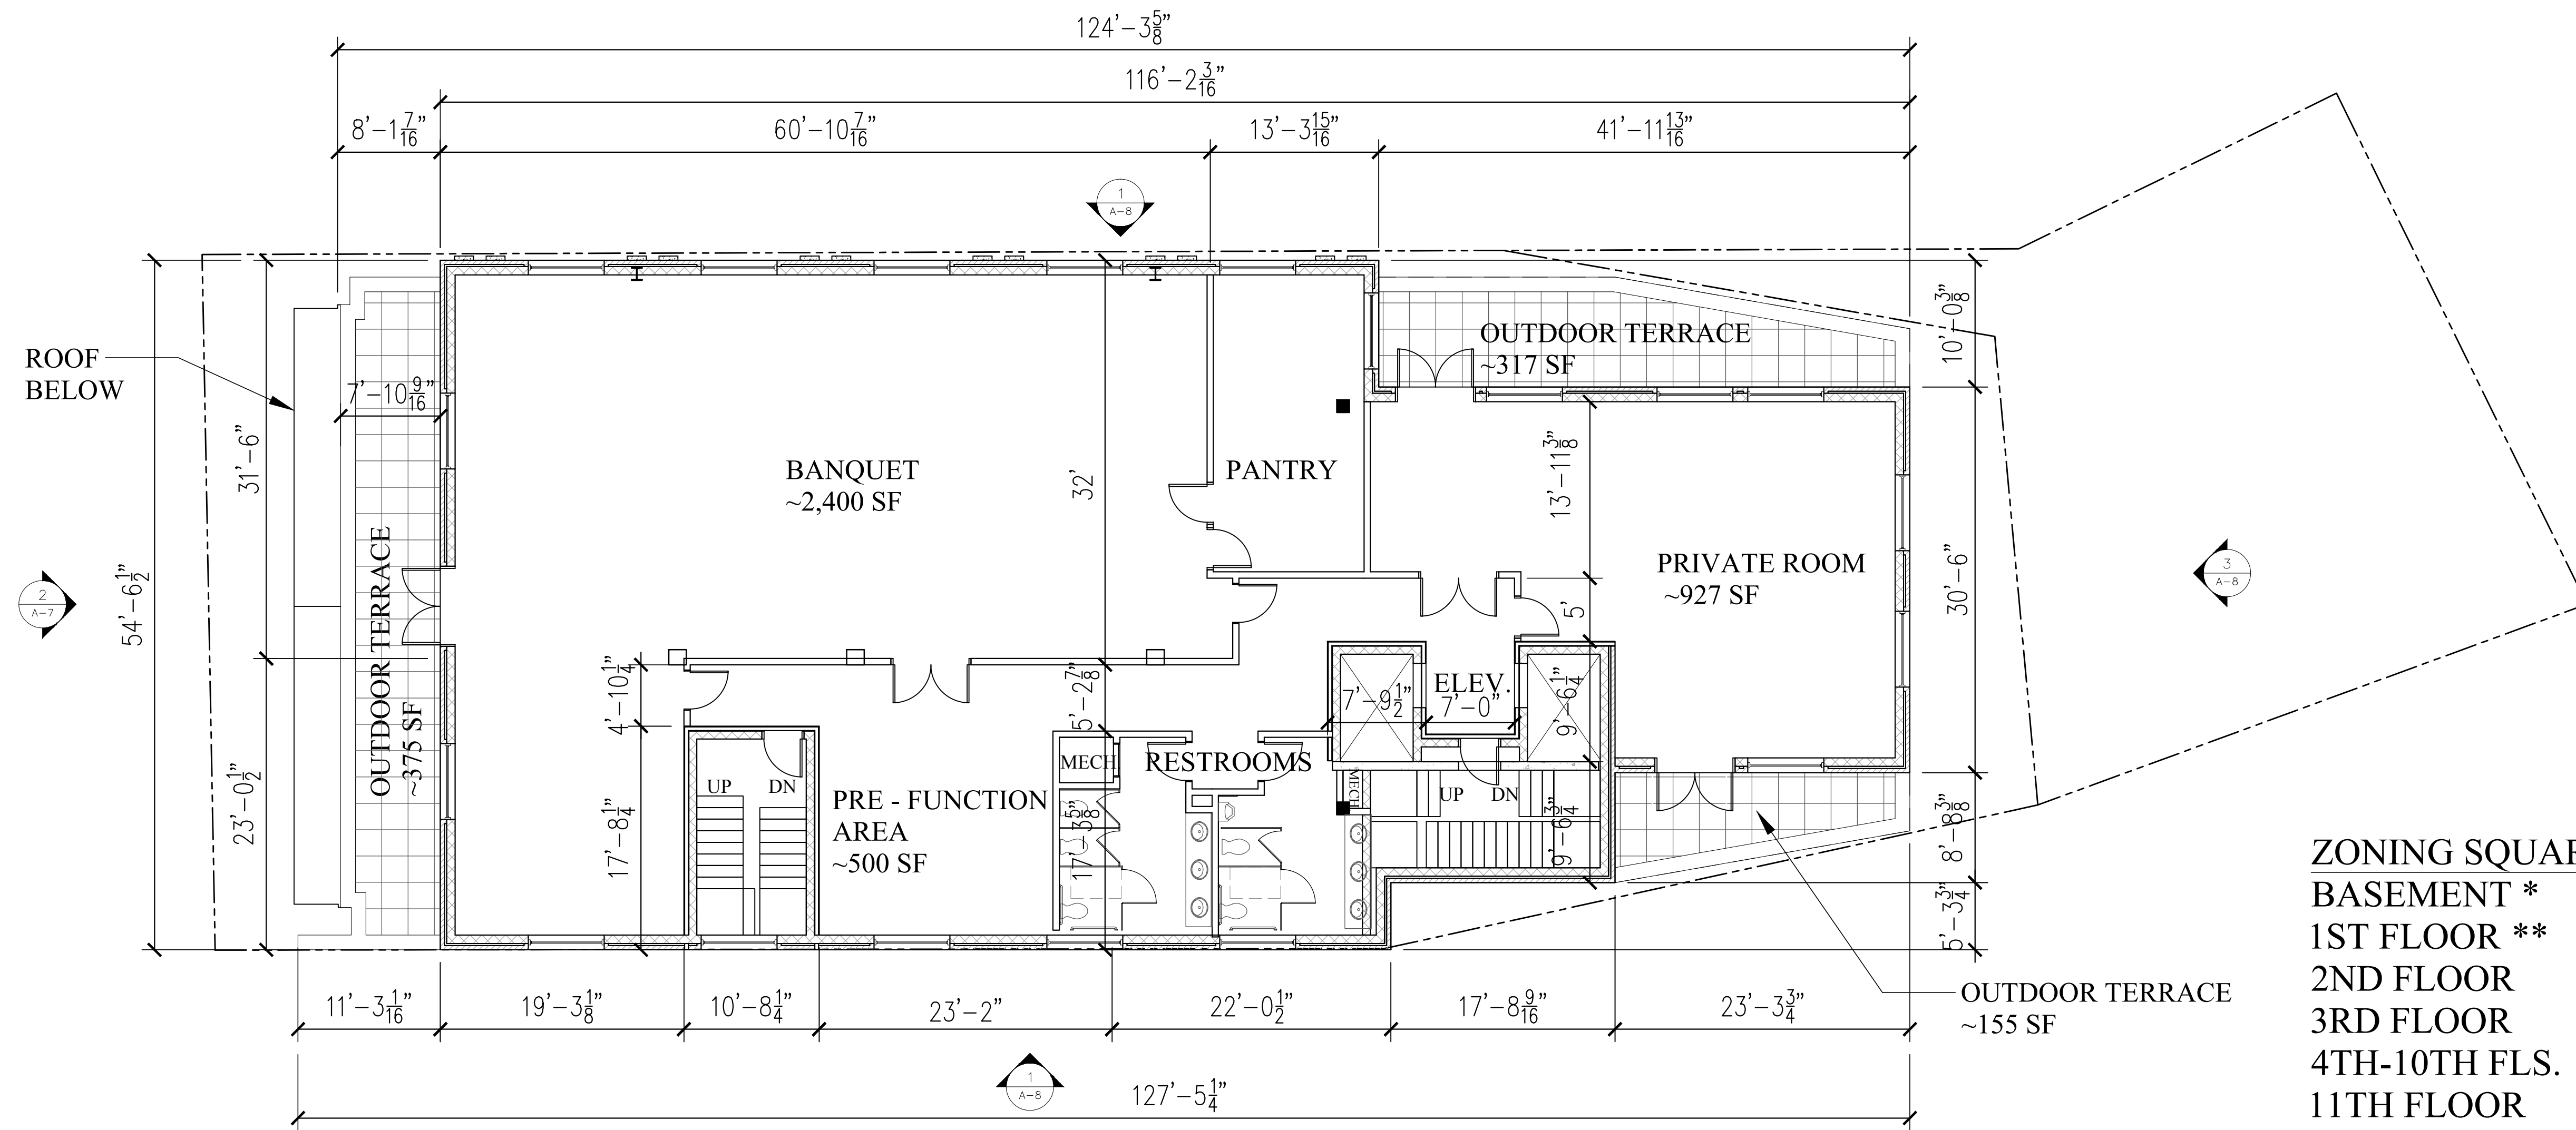 124'-3 5/8"
116'-2 3/16"
8'-1 7/16"
60'-10 7/16"
13'-3 15/16"
41'-11 13/16"
1
A-8
ROOF
BELOW
7'-10 9/16"
31'-6"
54'-6 1/2"
23'-0 1/2"
2
A-7
OUTDOOR TERRACE
~375 SF
BANQUET
~2,400 SF
32'
PANTRY
OUTDOOR TERRACE
~317 SF
10'-0 3/8"
13'-11 3/8"
PRIVATE ROOM
~927 SF
5'
30'-6"
3
A-8
4'-10 1/4"
5'-2 7/8"
7'-9 1/2"
ELEV.
7'-0"
9'-6 1/4"
MECH
RESTROOMS
UP
DN
PRE - FUNCTION
AREA
~500 SF
17'-8 1/4"
17'-3 5/8"
MECH
UP
DN
9'-6 3/4"
8'-8 3/8"
5'-3 3/4"
11'-3 1/16"
19'-3 1/8"
10'-8 1/4"
23'-2"
22'-0 1/2"
17'-8 9/16"
23'-3 3/4"
OUTDOOR TERRACE
~155 SF
1
A-8
127'-5 1/4"
ZONING SQUAR
BASEMENT *
1ST FLOOR **
2ND FLOOR
3RD FLOOR
4TH-10TH FLS.
11TH FLOOR